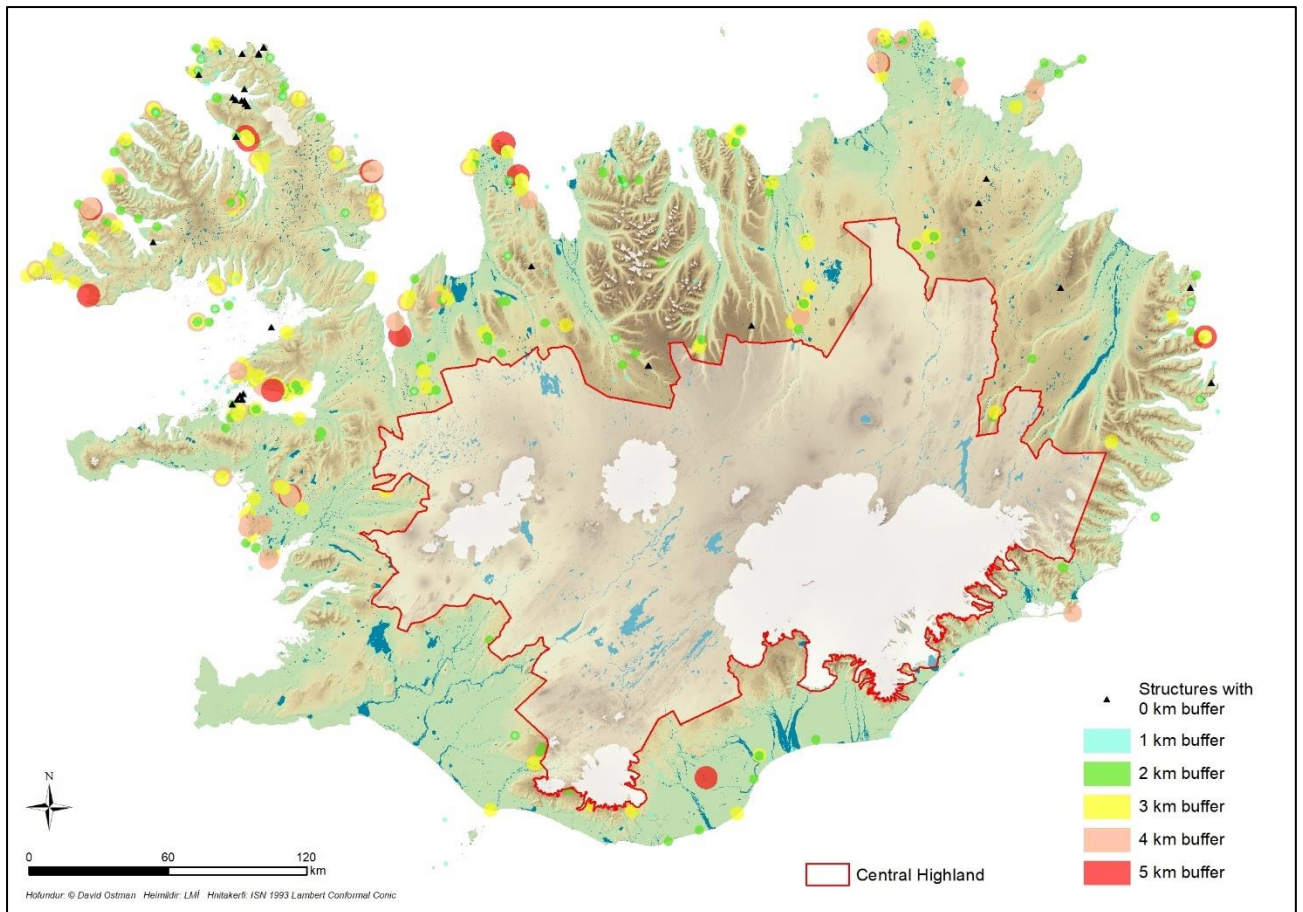 Structures with
0 km buffer
1 km buffer
2 km buffer
3 km buffer
4 km buffer
5 km buffer
Central Highland
N
0 60 120
km
Höfundur: © David Ostman Heimildir: LMÍ Hnitakerfi: ISN 1993 Lambert Conformal Conic